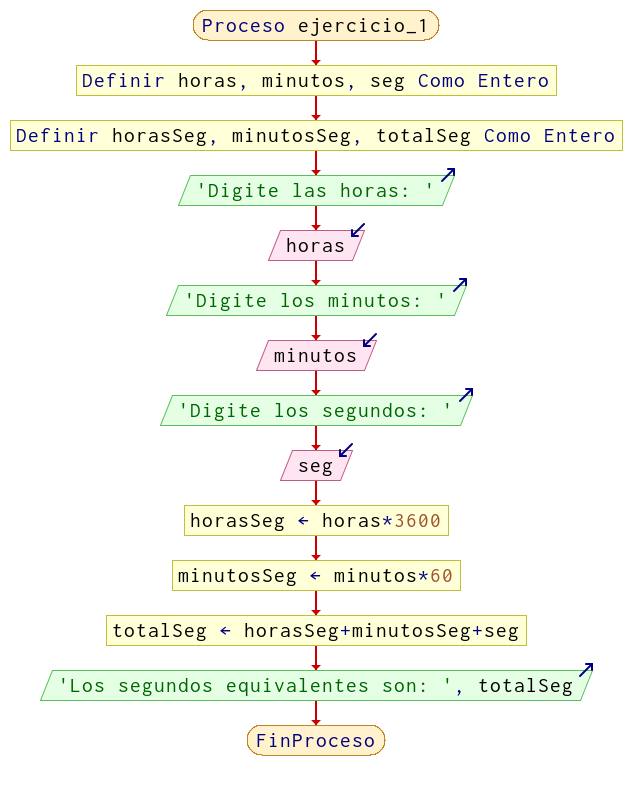 Proceso ejercicio_1
Definir horas, minutos, seg Como Entero
Definir horasSeg, minutosSeg, totalSeg Como Entero
'Digite las horas: '
horas
'Digite los minutos: '
minutos
'Digite los segundos: '
seg
horasSeg ← horas*3600
minutosSeg ← minutos*60
totalSeg ← horasSeg+minutosSeg+seg
'Los segundos equivalentes son: ', totalSeg
FinProceso